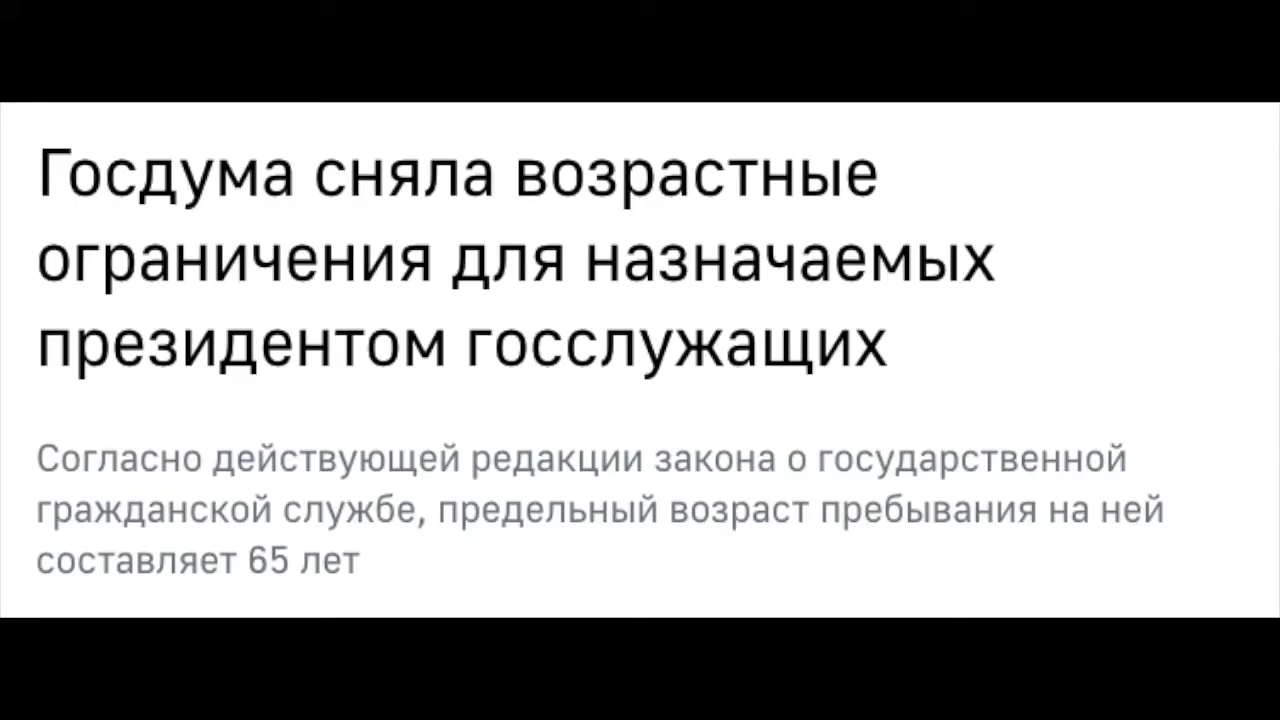 Госдума сняла возрастные
ограничения для назначаемых
президентом госслужащих
Согласно действующей редакции закона о государственной
гражданской службе, предельный возраст пребывания на ней
составляет 65 лет